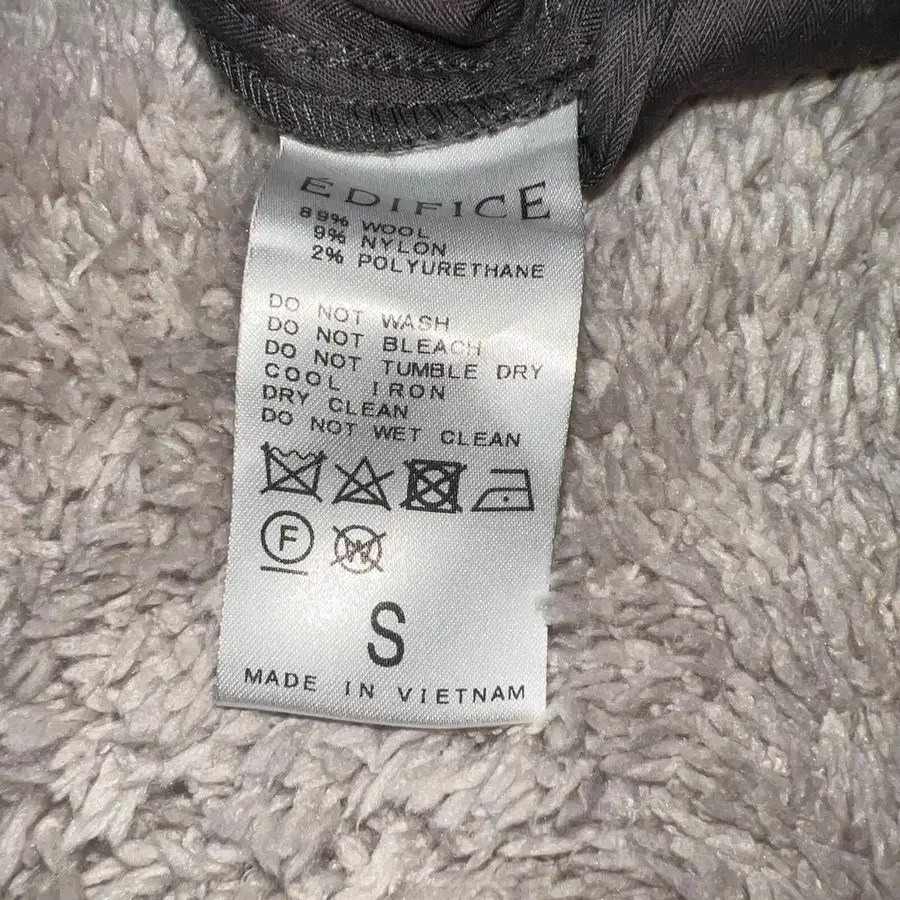 ÉDIFICE
89% WOOL
9% NYLON
2% POLYURETHANE
DO NOT WASH
DO NOT BLEACH
DO NOT TUMBLE DRY
COOL IRON
DRY CLEAN
DO NOT WET CLEAN
F W
S
MADE IN VIETNAM